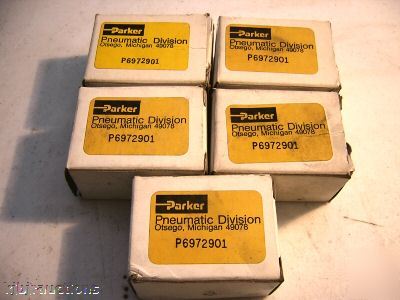 Parker
Pneumatic Division
Otsego, Michigan 49078
P6972901
Parker
Pneumatic Division
Otsego, Michigan 49078
P6972901
Parker
Pneumatic Division
Otsego, Michigan 49078
P6972901
Parker
Pneumatic Division
Otsego, Michigan 49078
P6972901
Parker
Pneumatic Division
Otsego, Michigan 49078
P6972901